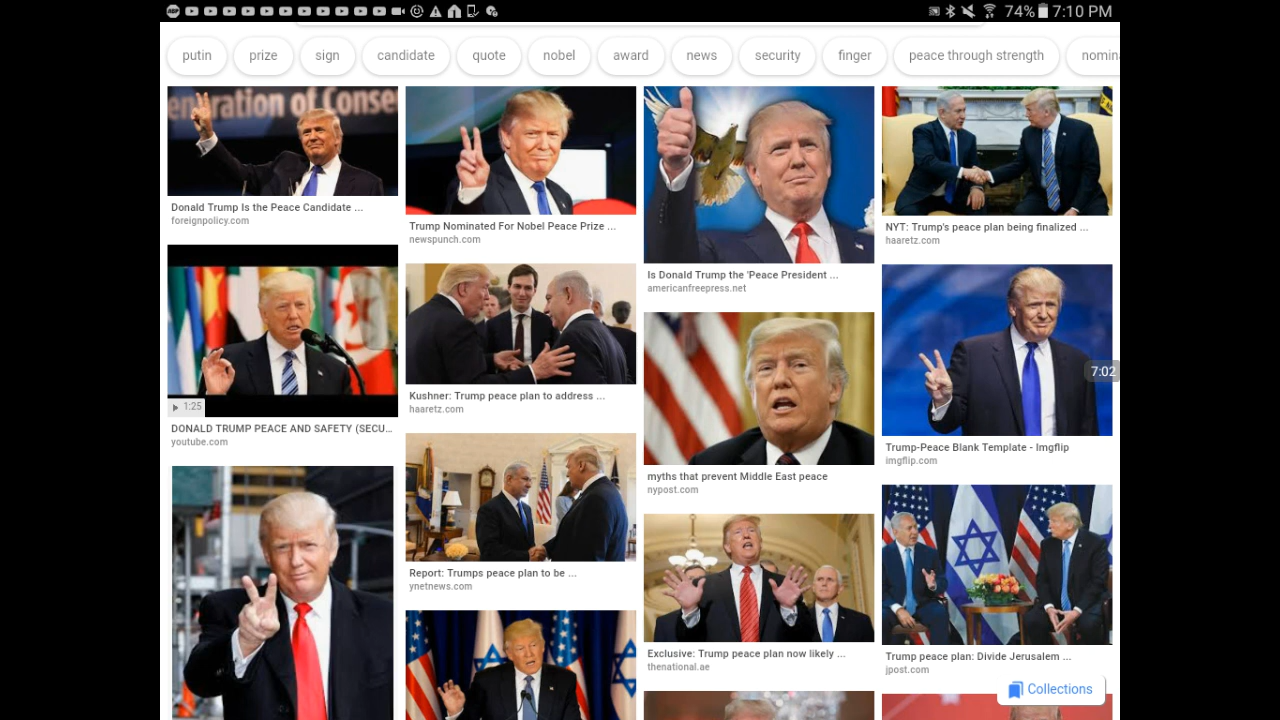 74% 7:10 PM
putin prize sign candidate quote nobel award news security finger peace through strength nomin
eneration of Conse
Donald Trump Is the Peace Candidate ...
foreignpolicy.com
Trump Nominated For Nobel Peace Prize ...
newspunch.com
Is Donald Trump the 'Peace President ...
americanfreepress.net
NYT: Trump's peace plan being finalized ...
haaretz.com
1:25
DONALD TRUMP PEACE AND SAFETY (SECU...
youtube.com
Kushner: Trump peace plan to address ...
haaretz.com
myths that prevent Middle East peace
nypost.com
7:02
Trump-Peace Blank Template - Imgflip
imgflip.com
Report: Trumps peace plan to be ...
ynetnews.com
Exclusive: Trump peace plan now likely ...
thenational.ae
Trump peace plan: Divide Jerusalem ...
jpost.com
Collections